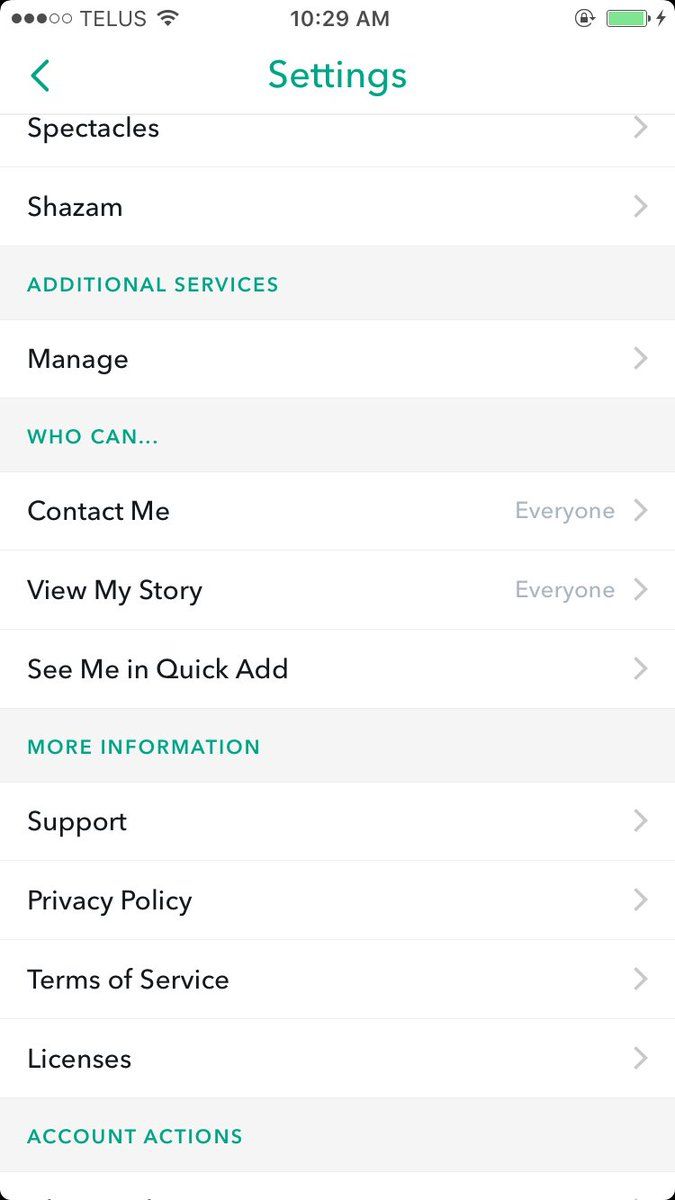 TELUS 10:29 AM
Settings
Spectacles
Shazam
ADDITIONAL SERVICES
Manage
WHO CAN...
Contact Me Everyone
View My Story Everyone
See Me in Quick Add
MORE INFORMATION
Support
Privacy Policy
Terms of Service
Licenses
ACCOUNT ACTIONS